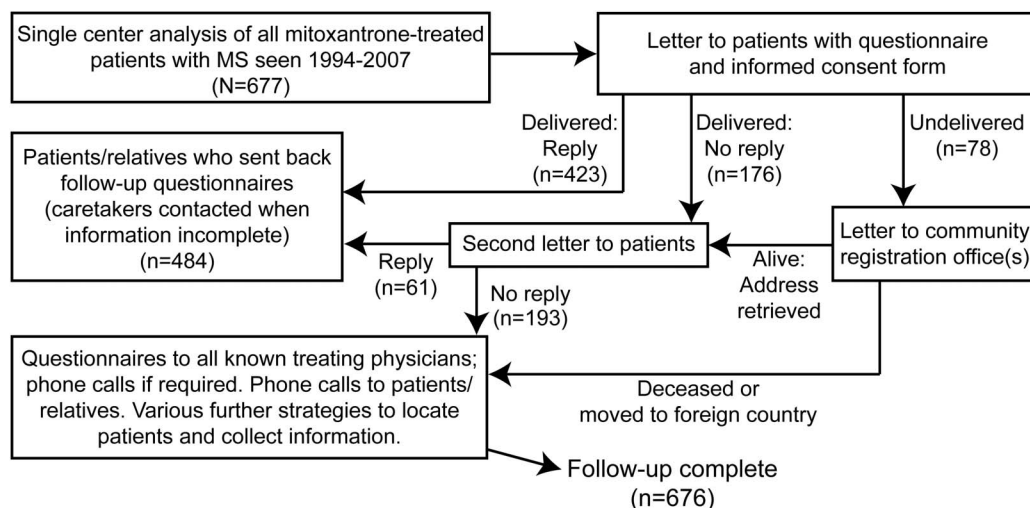 Single center analysis of all mitoxantrone-treated
patients with MS seen 1994-2007
(N=677)
Letter to patients with questionnaire
and informed consent form
Delivered:
Reply
(n=423)
Delivered:
No reply
(n=176)
Undelivered
(n=78)
Patients/relatives who sent back
follow-up questionnaires
(caretakers contacted when
information incomplete)
(n=484)
Second letter to patients
Letter to community
registration office(s)
Reply
(n=61)
Alive:
Address
retrieved
No reply
(n=193)
Questionnaires to all known treating physicians;
phone calls if required. Phone calls to patients/
relatives. Various further strategies to locate
patients and collect information.
Deceased or
moved to foreign country
Follow-up complete
(n=676)